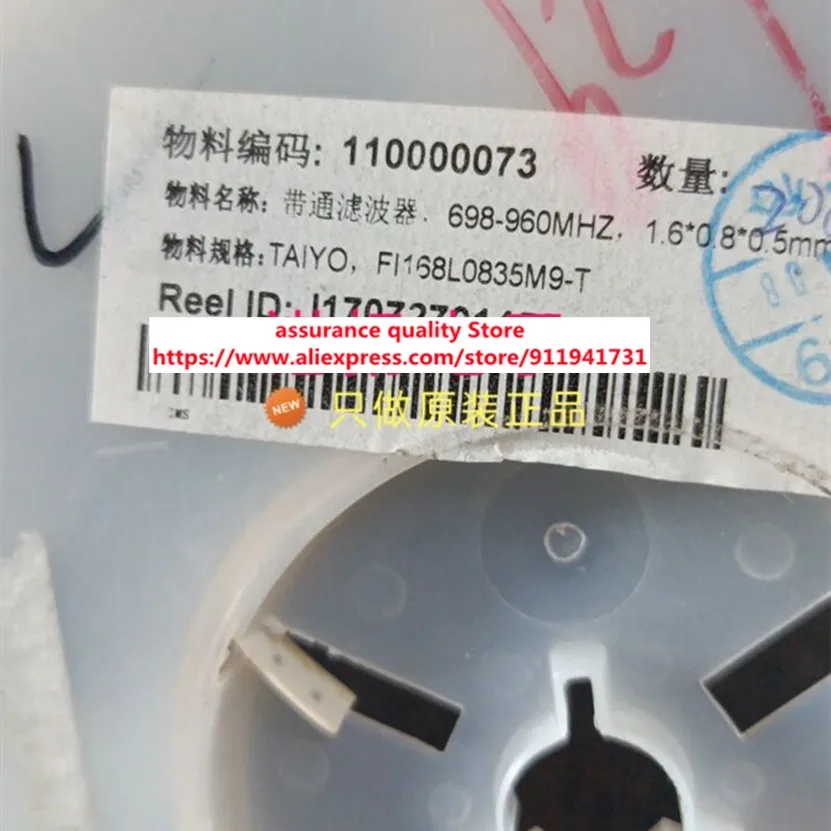 物料编码: 110000073 数量:
物料名称: 带通滤波器, 698-960MHZ, 1.6*0.8*0.5mm
物料规格: TAIYO, FI168L0835M9-T
Reel ID:
assurance quality Store
https://www.aliexpress.com/store/911941731
NEW 只做原装正品
IMS